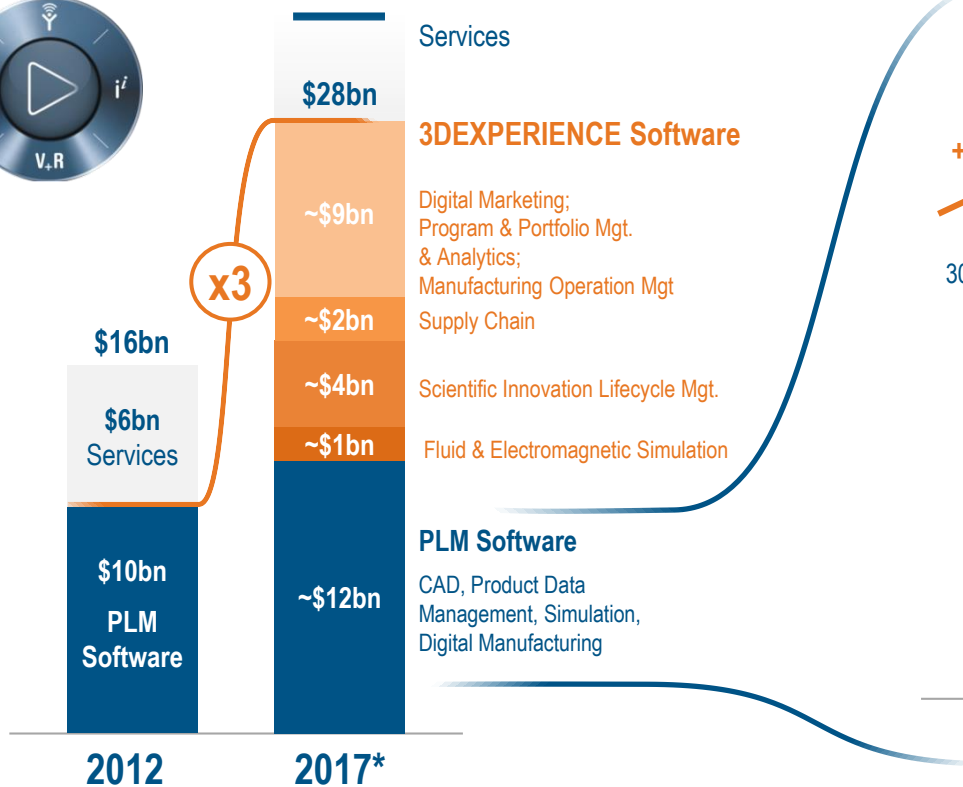 iⁱ
V+R
Services
$28bn
3DEXPERIENCE Software
~$9bn
Digital Marketing;
Program & Portfolio Mgt.
& Analytics;
Manufacturing Operation Mgt
+
x3
30
~$2bn
Supply Chain
$16bn
~$4bn
Scientific Innovation Lifecycle Mgt.
$6bn
Services
~$1bn
Fluid & Electromagnetic Simulation
PLM Software
$10bn
PLM
Software
~$12bn
CAD, Product Data
Management, Simulation,
Digital Manufacturing
2012
2017*